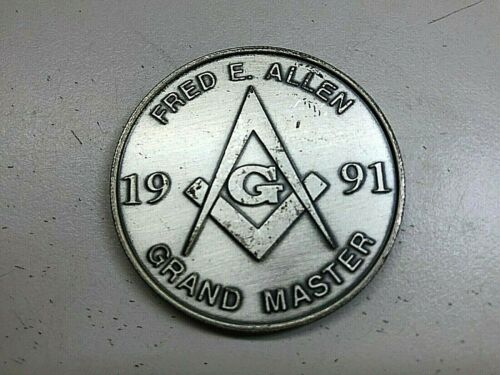 FRED E. ALLEN
19 G 91
GRAND MASTER